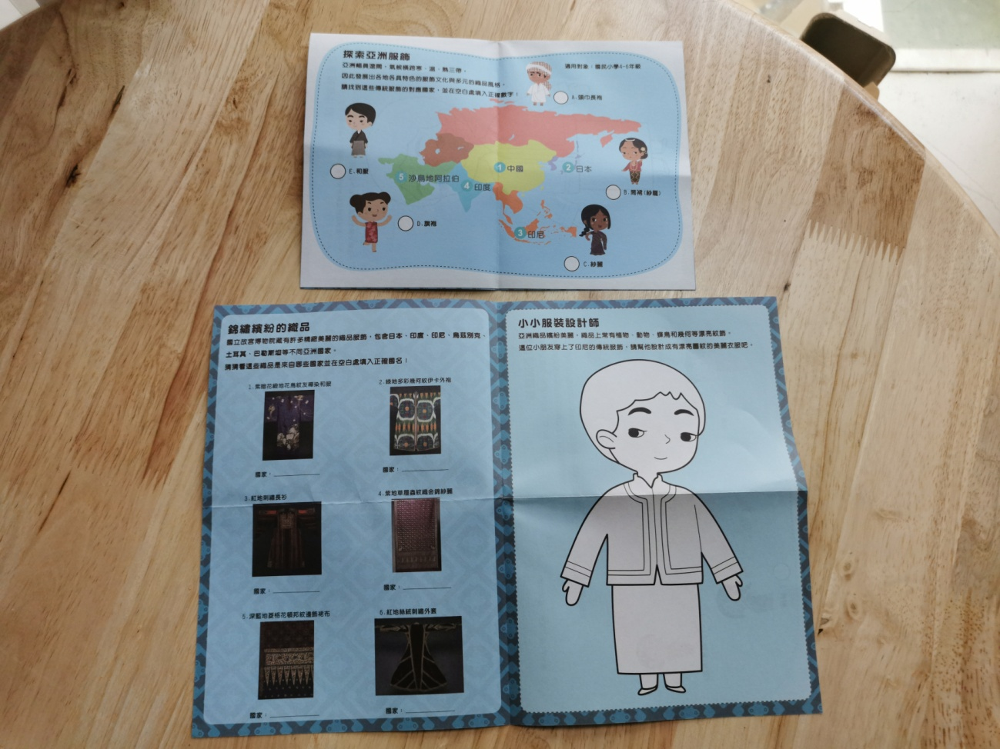 探索亞洲服飾
亞洲幅員遼闊，氣候橫跨寒、溫、熱三帶，
因此發展出各地各具特色的服飾文化與多元的織品風格。
請找到這些傳統服飾的對應國家，並在空白處填入正確數字！
適用對象：國民小學4-6年級
A.頭巾長袍
E.和服
1 中國
2 日本
5 沙烏地阿拉伯
4 印度
B.筒裙(紗籠)
D.旗袍
3 印尼
C.紗麗
錦繡繽紛的織品
國立故宮博物院藏有許多精緻美麗的織品服飾，包含日本、印度、印尼、烏茲別克、
土耳其、巴勒斯坦等不同亞洲國家。
猜猜看這些織品是來自哪些國家並在空白處填入正確國名！
1.紫藤花緞地花鳥紋友禪染和服
2.綠地多彩幾何紋伊卡外袍
國家：
國家：
3.紅地刺繡長衫
4.紫地草履蟲紋織金錦紗麗
國家：
國家：
5.深藍地菱格花頓邦紋邊飾裙布
6.紅地絲絨刺繡外套
國家：
國家：
小小服裝設計師
亞洲織品繽紛美麗，織品上常有植物、動物、蟲鳥和幾何等漂亮紋飾。
這位小朋友穿上了印尼的傳統服飾，請幫他設計成有漂亮圖紋的美麗衣服吧。